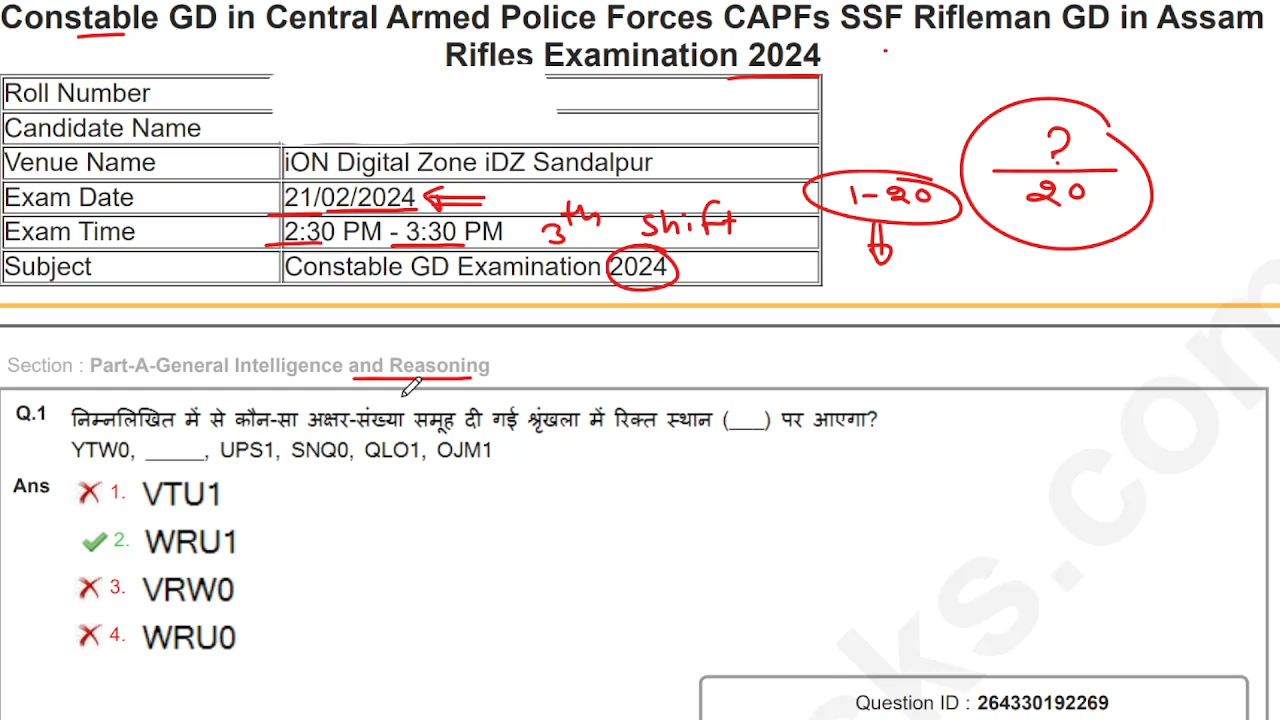 Constable GD in Central Armed Police Forces CAPFs SSF Rifleman GD in Assam
Rifles Examination 2024
Roll Number
Candidate Name
Venue Name iON Digital Zone iDZ Sandalpur
Exam Date 21/02/2024
Exam Time 2:30 PM - 3:30 PM 3th shift
Subject Constable GD Examination 2024
1-20
?
20
Section : Part-A-General Intelligence and Reasoning
Q.1 निम्नलिखित में से कौन-सा अक्षर-संख्या समूह दी गई श्रृंखला में रिक्त स्थान (___) पर आएगा?
YTW0, _____, UPS1, SNQ0, QLO1, OJM1
Ans 1. VTU1
2. WRU1
3. VRW0
4. WRU0
Question ID : 264330192269